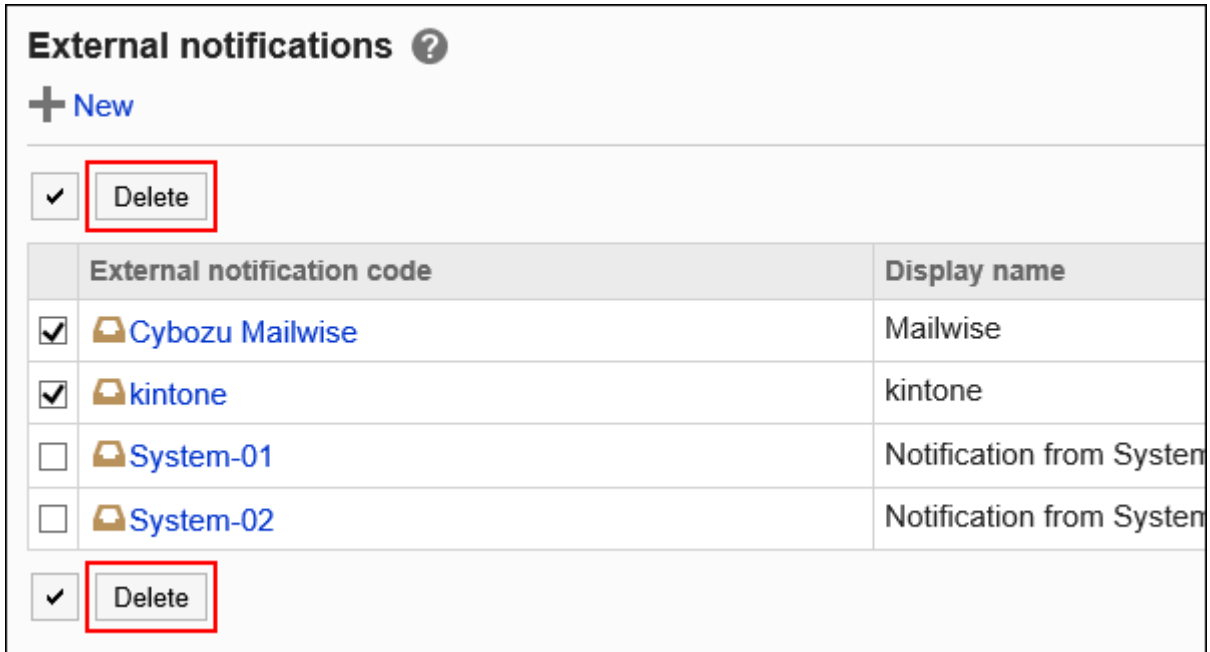 External notifications ?
New
Delete
External notification code Display name
Cybozu Mailwise Mailwise
kintone kintone
System-01 Notification from System
System-02 Notification from System
Delete